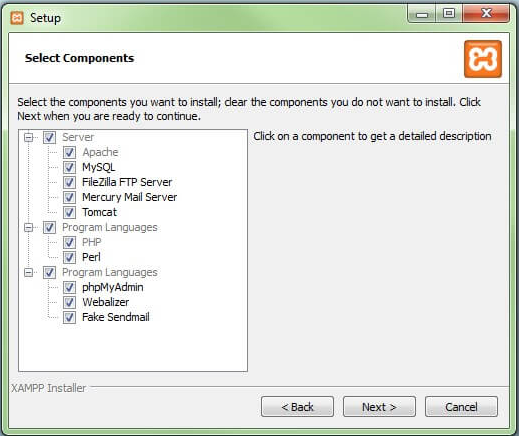 Setup
Select Components
Select the components you want to install; clear the components you do not want to install. Click
Next when you are ready to continue.
Server
Apache
MySQL
FileZilla FTP Server
Mercury Mail Server
Tomcat
Program Languages
PHP
Perl
Program Languages
phpMyAdmin
Webalizer
Fake Sendmail
Click on a component to get a detailed description
XAMPP Installer
< Back
Next >
Cancel